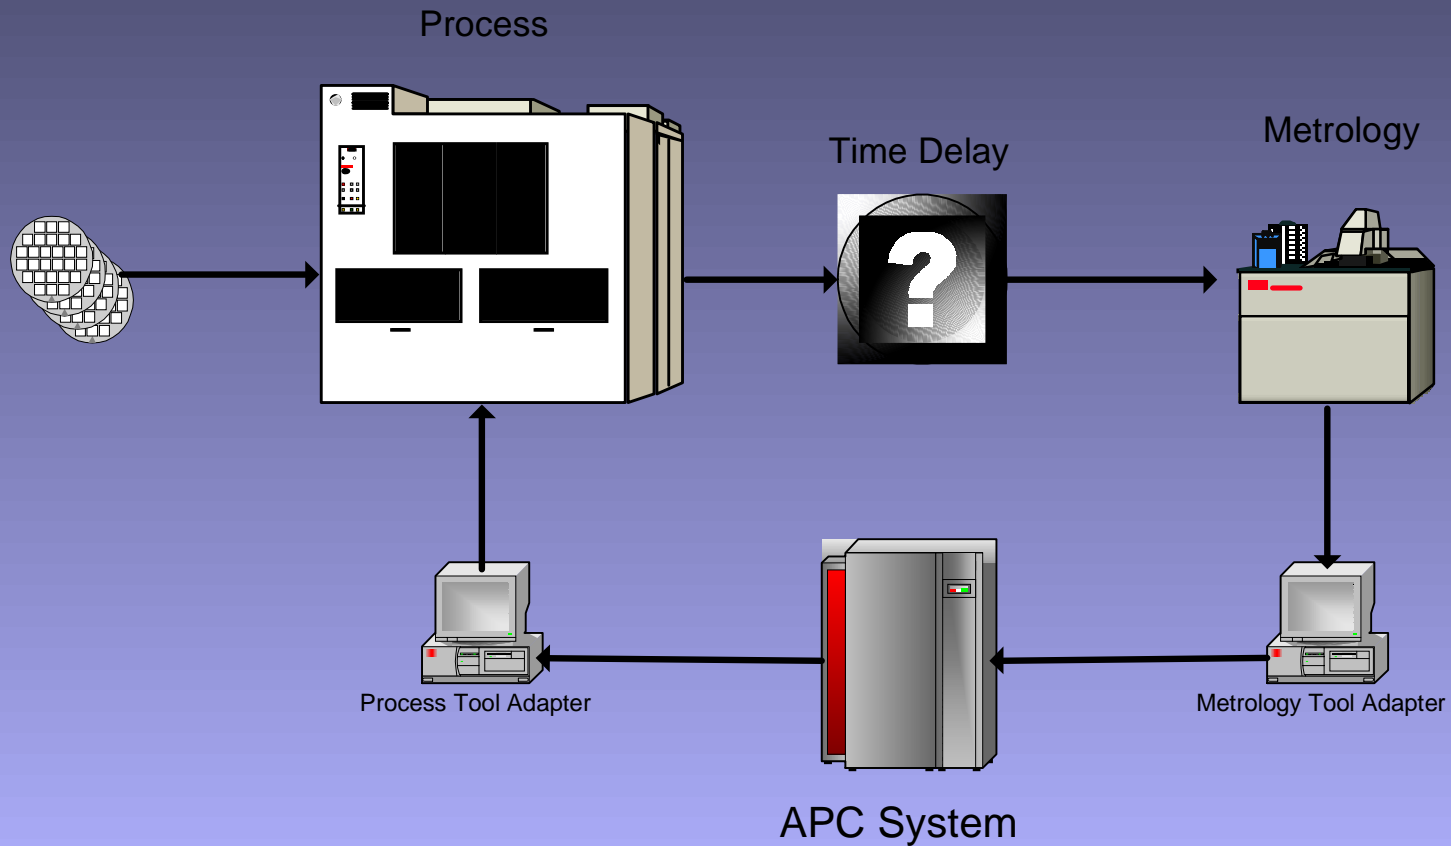 Process
Time Delay
Metrology
?
Process Tool Adapter
Metrology Tool Adapter
APC System